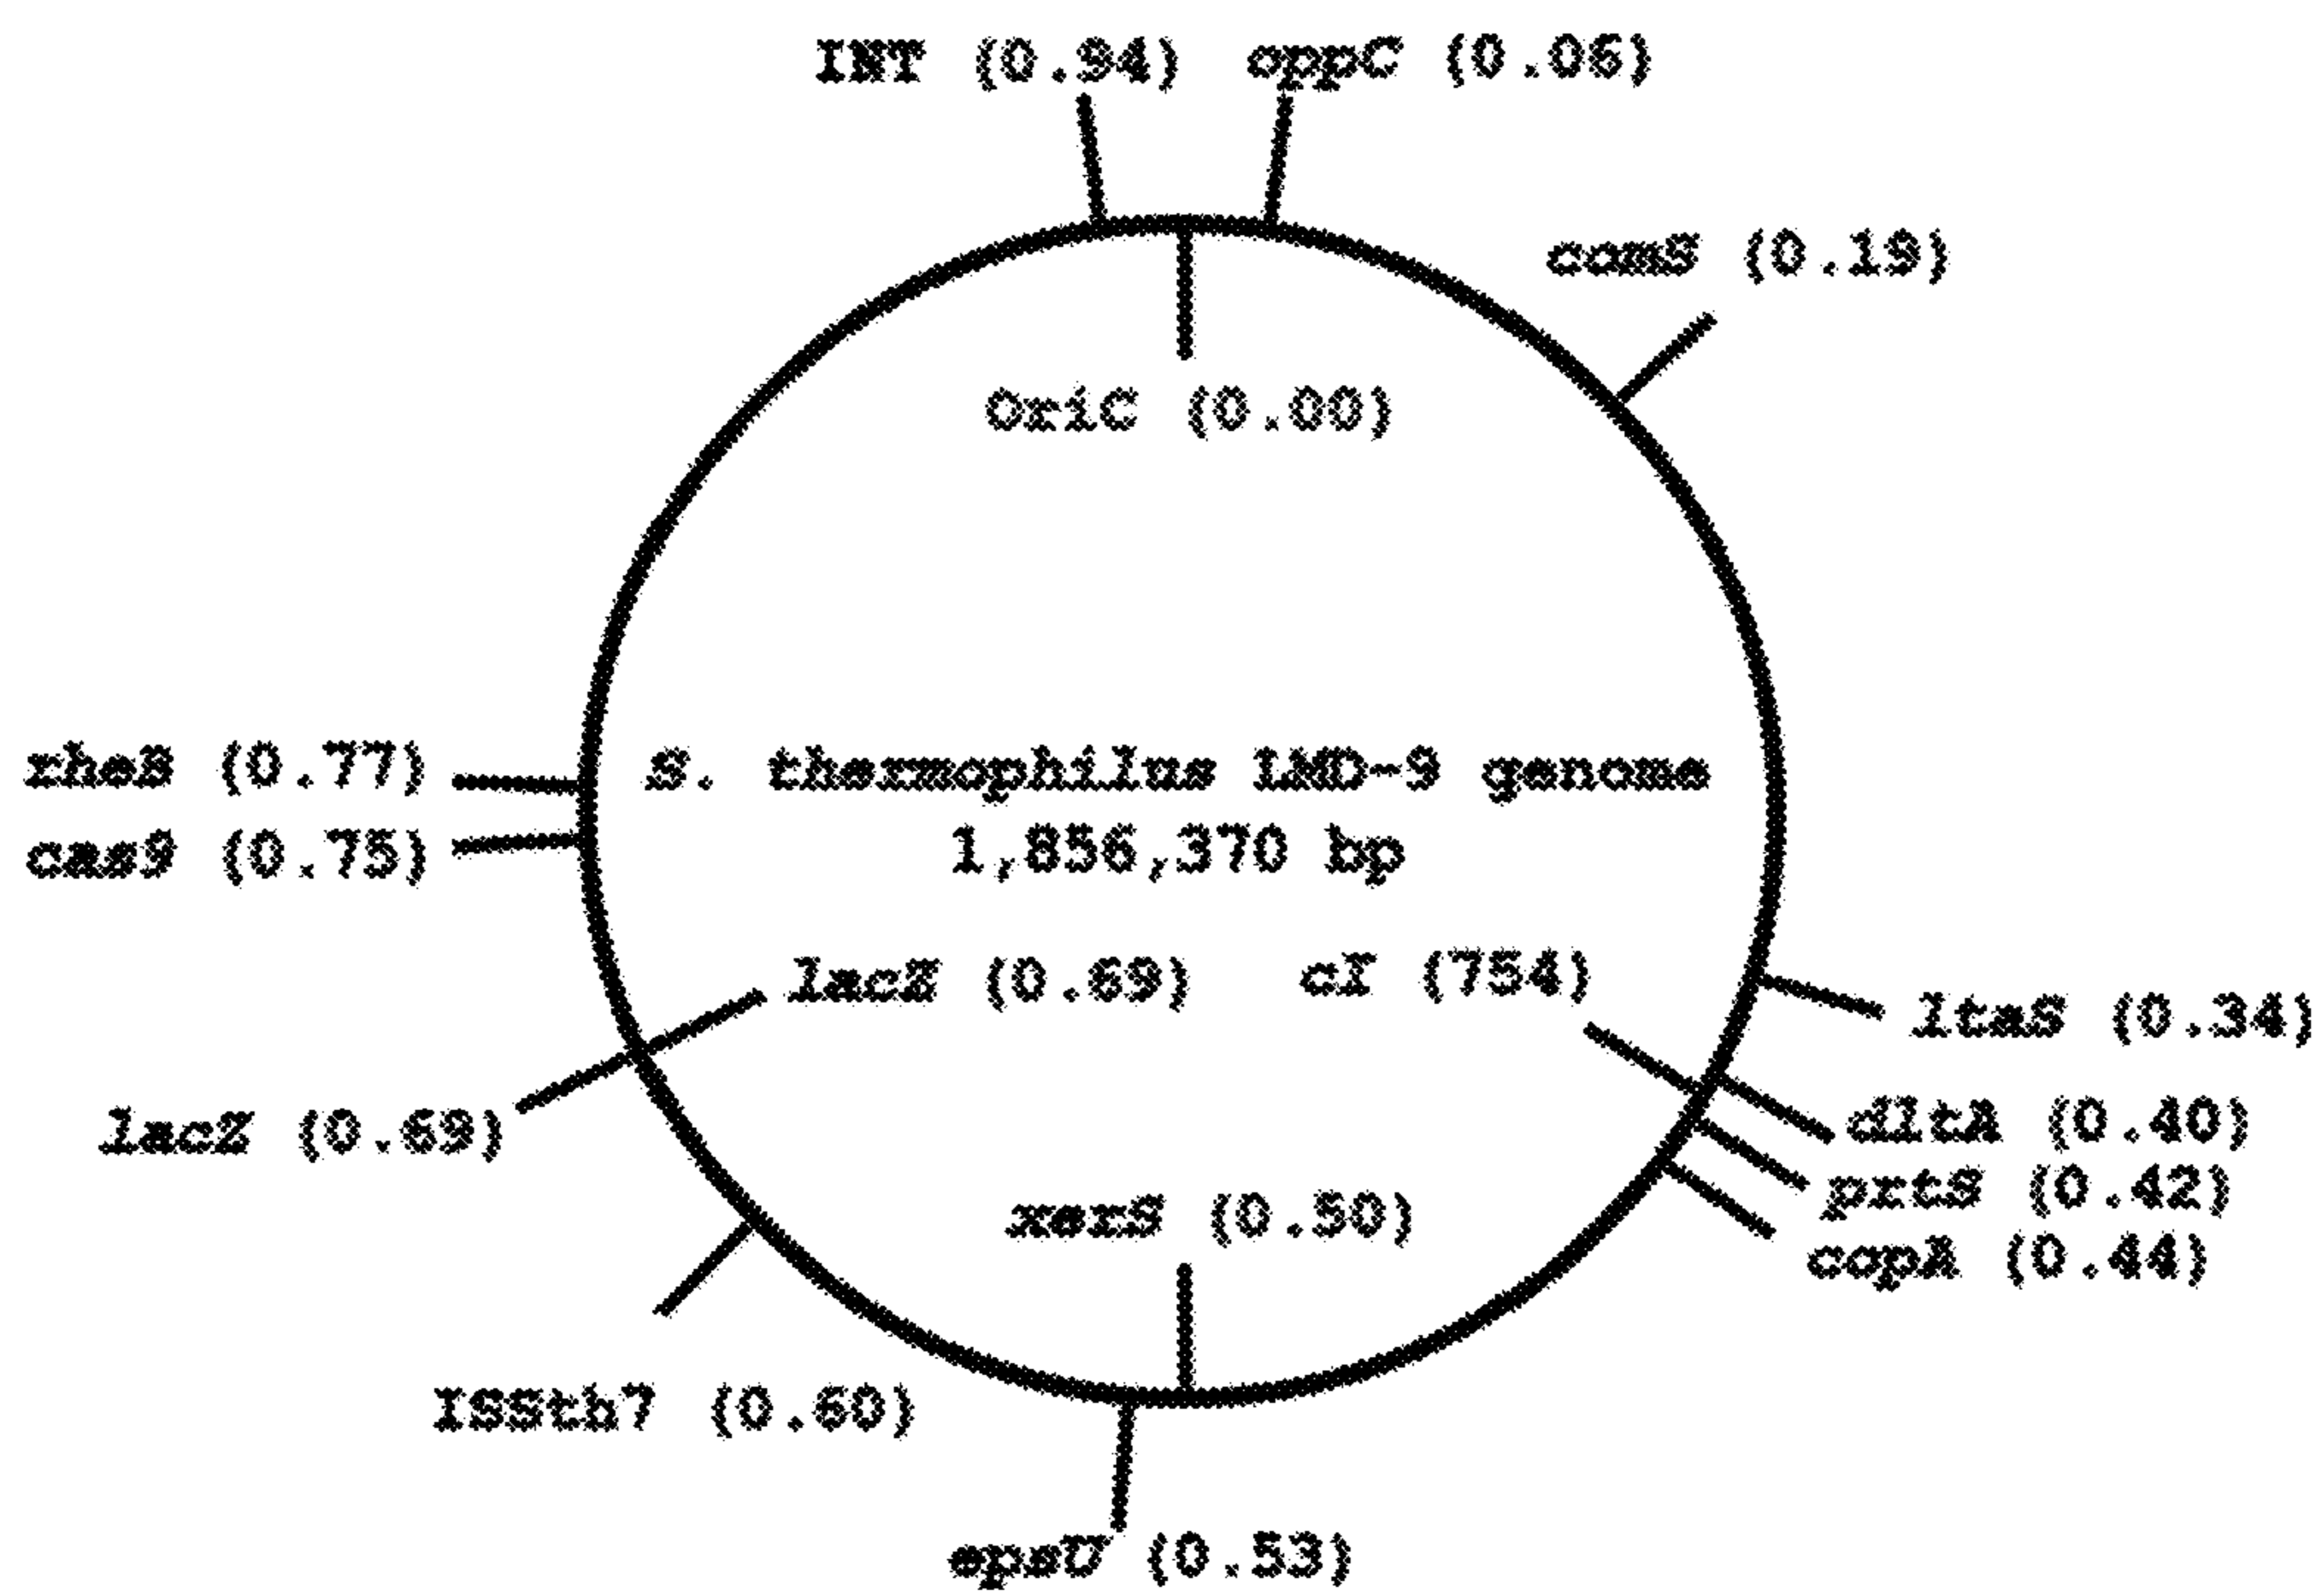 INT (0.94) oppC (0.06)
comS (0.19)
OriC (0.00)
rheB (0.77)
cas9 (0.75)
S. thermophilus LMD-9 genome
1,856,370 bp
lacZ (0.69) cI (754)
ltaS (0.34)
lacZ (0.69)
dltA (0.40)
prtS (0.42)
copA (0.44)
xerS (0.50)
ISSth7 (0.60)
epsU (0.53)